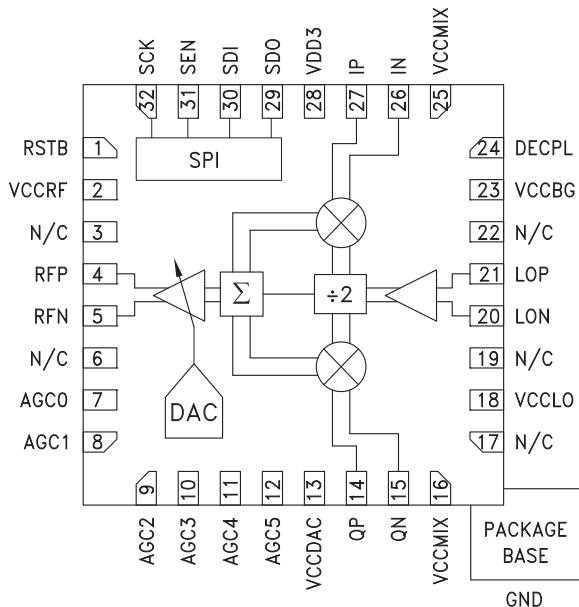 SCK SEN SDI SDO VDD3 IP IN VCCMIX
32 31 30 29 28 27 26 25
SPI
RSTB 1
VCCRF 2
N/C 3
RFP 4
RFN 5
N/C 6
AGC0 7
AGC1 8
24 DECPL
23 VCCBG
22 N/C
21 LOP
20 LON
19 N/C
18 VCCLO
17 N/C
Σ
÷2
DAC
9 10 11 12 13 14 15 16
AGC2 AGC3 AGC4 AGC5 VCCDAC QP QN VCCMIX
PACKAGE
BASE
GND